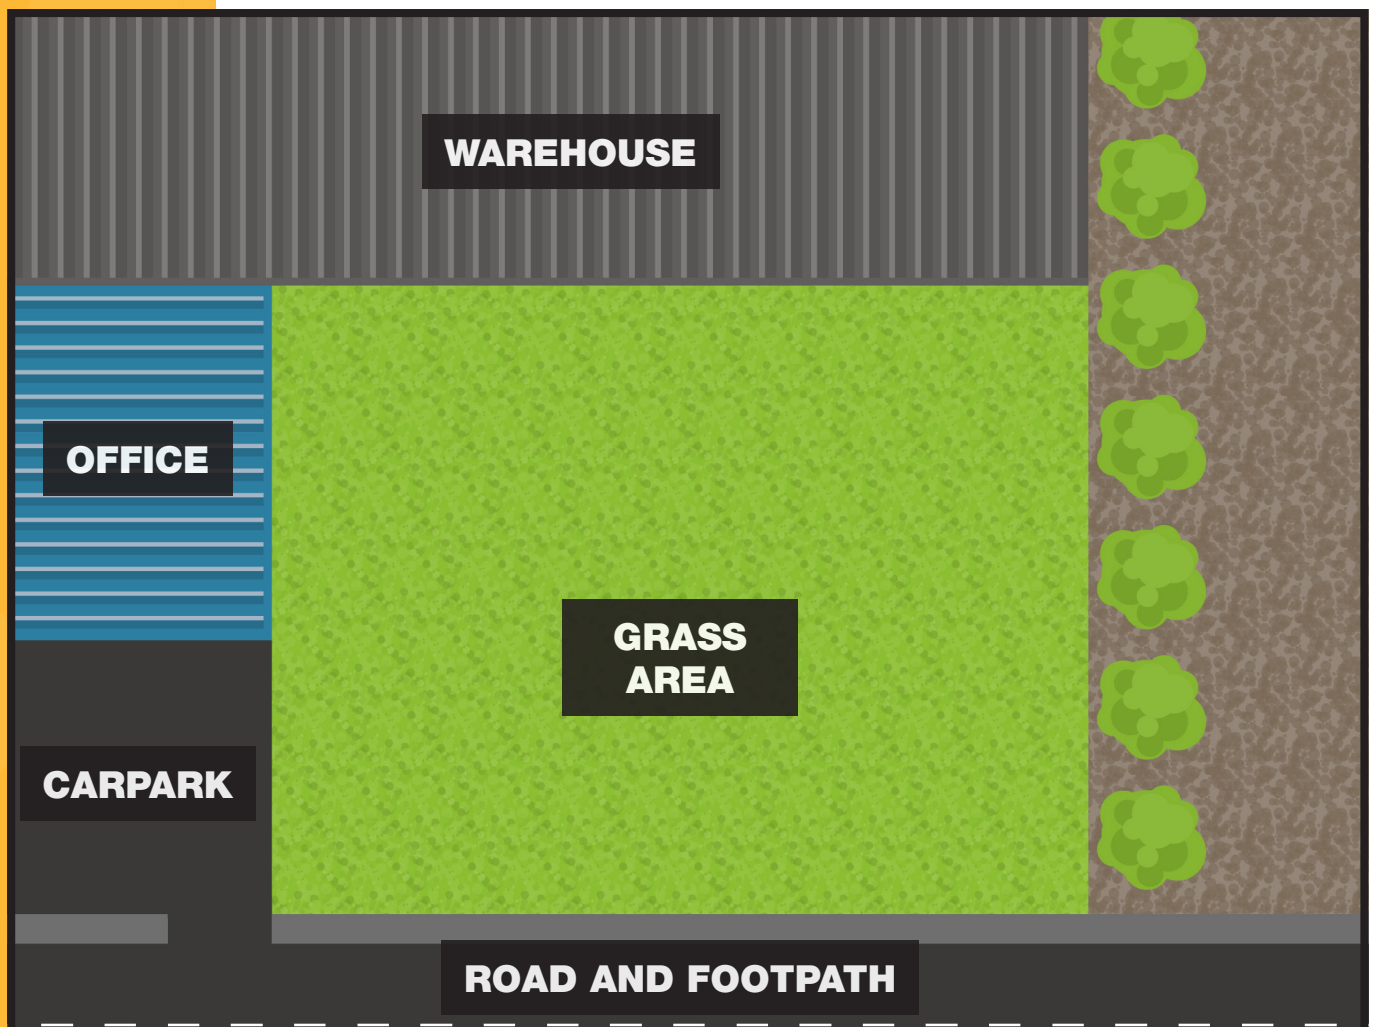 WAREHOUSE
OFFICE
GRASS
AREA
CARPARK
ROAD AND FOOTPATH